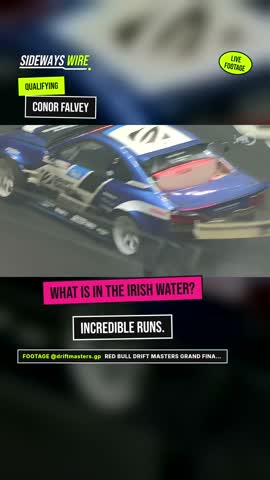 SIDEWAYS WIRE.
LIVE
FOOTAGE
QUALIFYING
CONOR FALVEY
WHAT IS IN THE IRISH WATER?
INCREDIBLE RUNS.
FOOTAGE @driftmasters.gp RED BULL DRIFT MASTERS GRAND FINA...